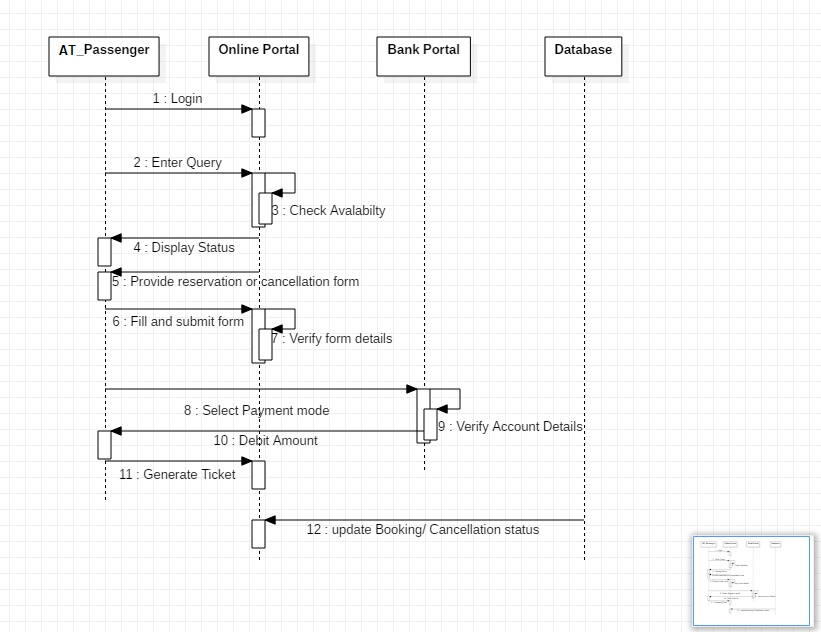 AT_Passenger
Online Portal
Bank Portal
Database
1 : Login
2 : Enter Query
3 : Check Avalabilty
4 : Display Status
5 : Provide reservation or cancellation form
6 : Fill and submit form
7 : Verify form details
8 : Select Payment mode
9 : Verify Account Details
10 : Debit Amount
11 : Generate Ticket
12 : update Booking/ Cancellation status